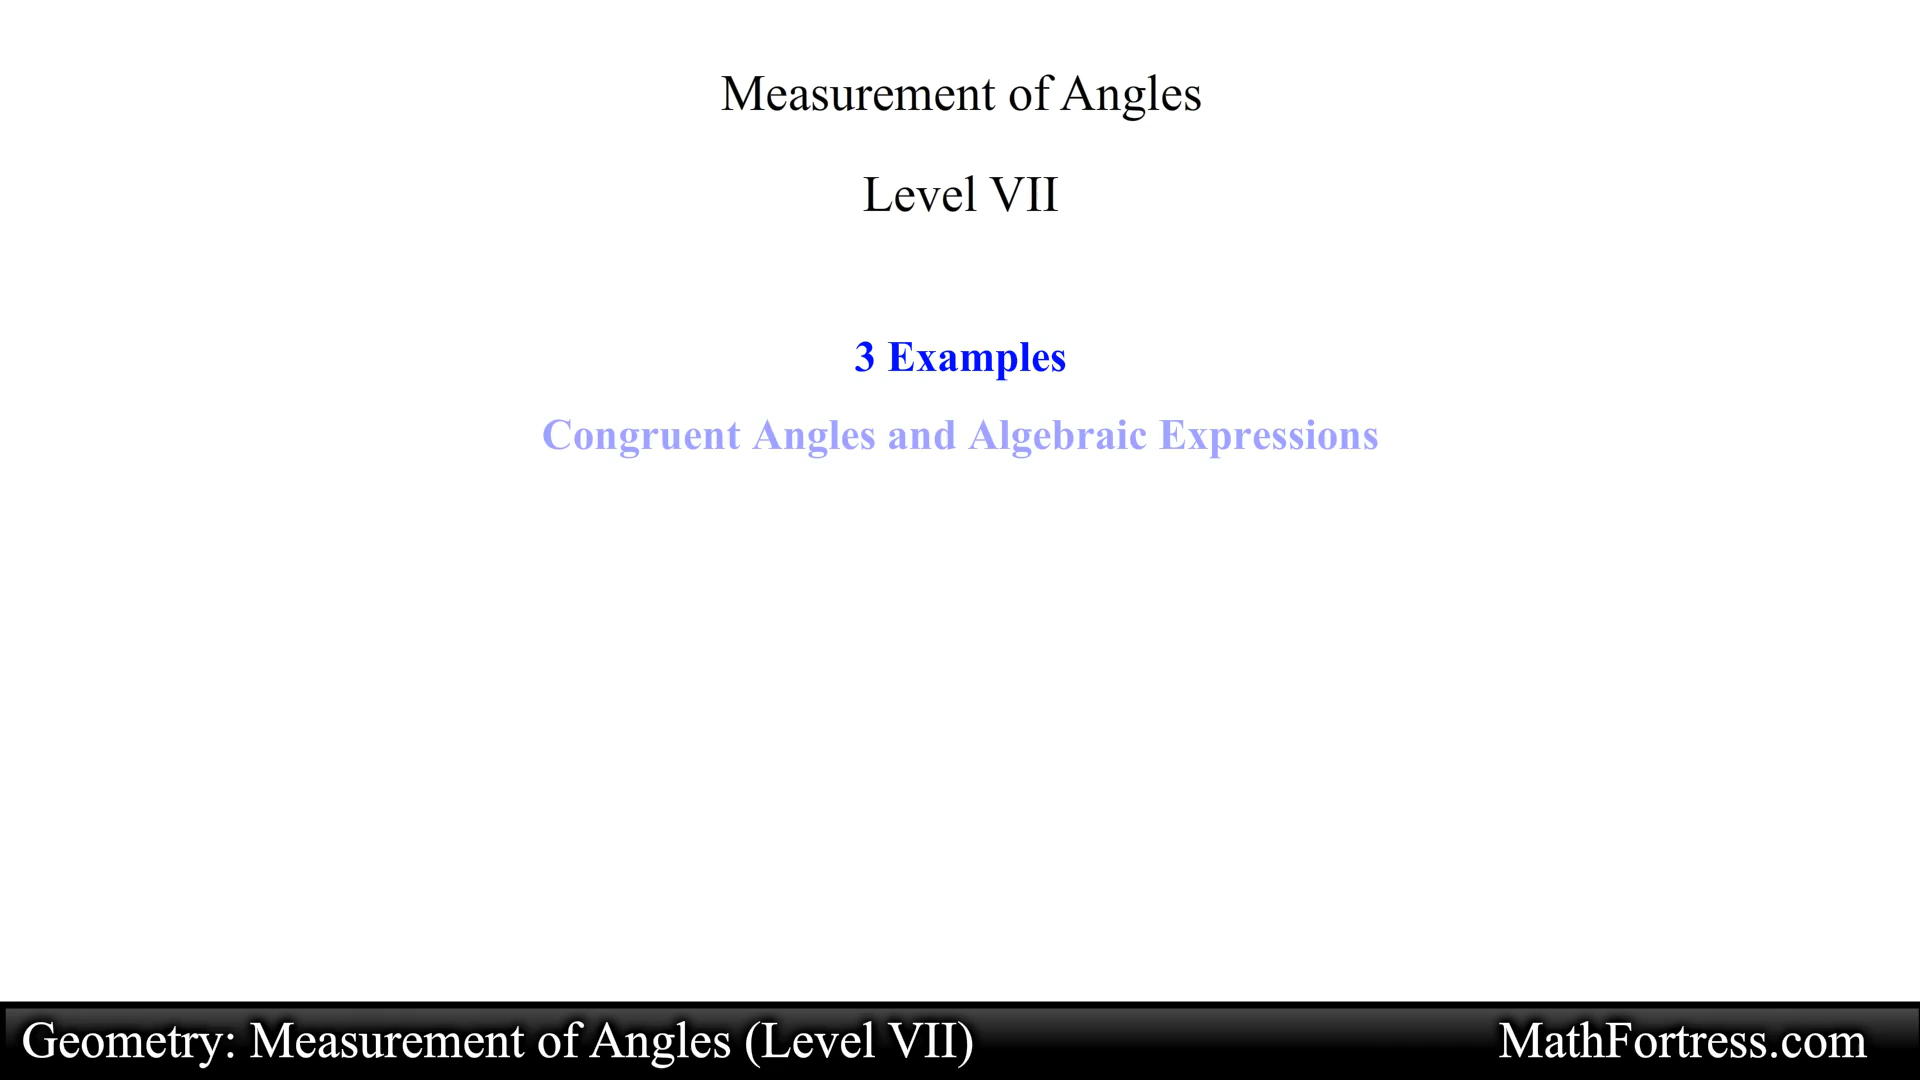 Measurement of Angles
Level VII
3 Examples
Congruent Angles and Algebraic Expressions
Geometry: Measurement of Angles (Level VII)
MathFortress.com